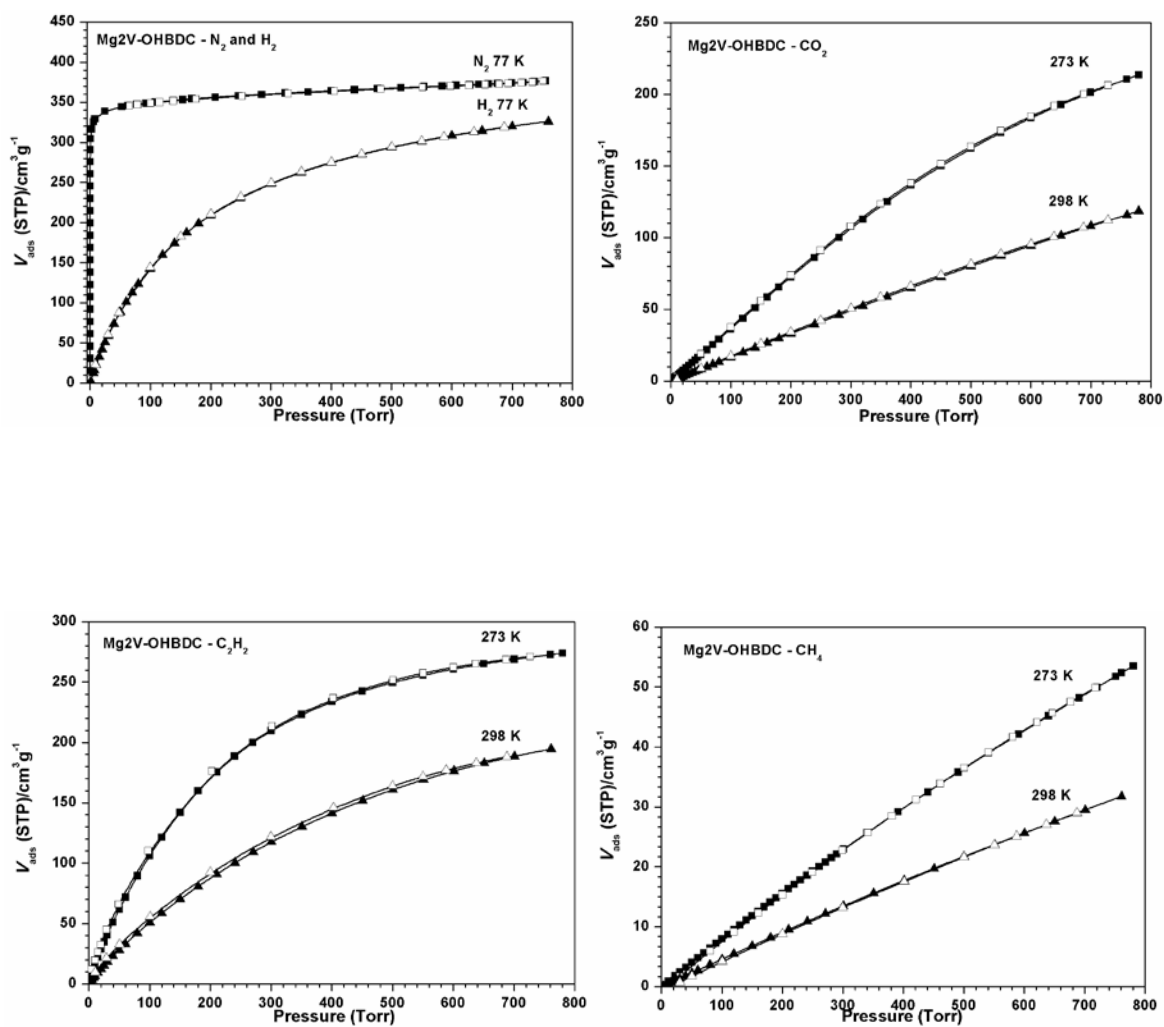 Mg2V-OHBDC - N₂ and H₂
N₂ 77 K
H₂ 77 K
V_ads (STP)/cm³g⁻¹
450
400
350
300
250
200
150
100
50
0
0 100 200 300 400 500 600 700 800
Pressure (Torr)
Mg2V-OHBDC - CO₂
273 K
298 K
V_ads (STP)/cm³g⁻¹
250
200
150
100
50
0
0 100 200 300 400 500 600 700 800
Pressure (Torr)
Mg2V-OHBDC - C₂H₂
273 K
298 K
V_ads (STP)/cm³g⁻¹
300
250
200
150
100
50
0
0 100 200 300 400 500 600 700 800
Pressure (Torr)
Mg2V-OHBDC - CH₄
273 K
298 K
V_ads (STP)/cm³g⁻¹
60
50
40
30
20
10
0
0 100 200 300 400 500 600 700 800
Pressure (Torr)